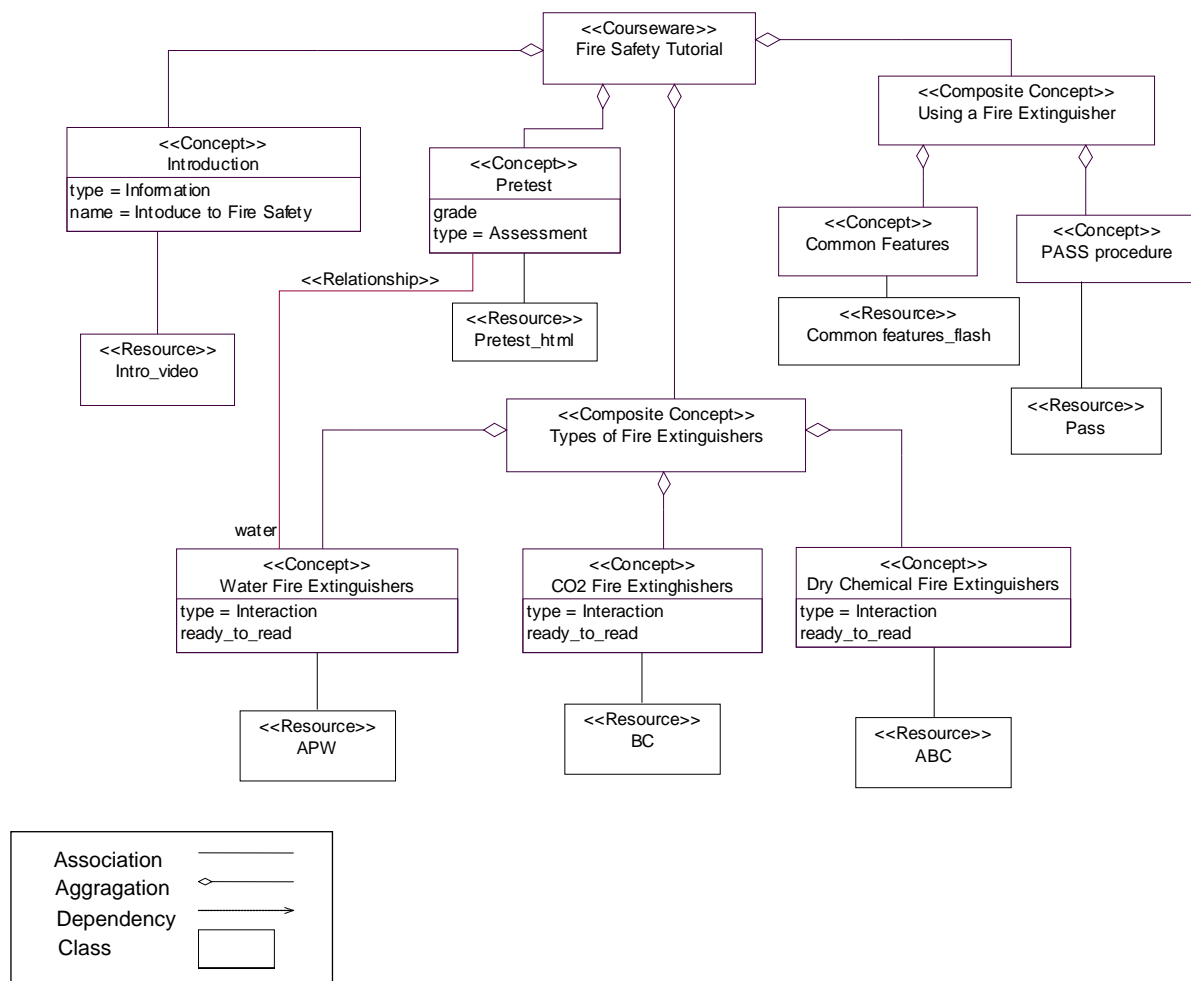 <<Courseware>>
Fire Safety Tutorial
<<Composite Concept>>
Using a Fire Extinguisher
<<Concept>>
Introduction
type = Information
name = Intoduce to Fire Safety
<<Concept>>
Pretest
grade
type = Assessment
<<Concept>>
Common Features
<<Concept>>
PASS procedure
<<Relationship>>
<<Resource>>
Intro_video
<<Resource>>
Pretest_html
<<Resource>>
Common features_flash
<<Resource>>
Pass
<<Composite Concept>>
Types of Fire Extinguishers
water
<<Concept>>
Water Fire Extinguishers
type = Interaction
ready_to_read
<<Concept>>
CO2 Fire Extinghishers
type = Interaction
ready_to_read
<<Concept>>
Dry Chemical Fire Extinguishers
type = Interaction
ready_to_read
<<Resource>>
APW
<<Resource>>
BC
<<Resource>>
ABC
Association
Aggragation
Dependency
Class